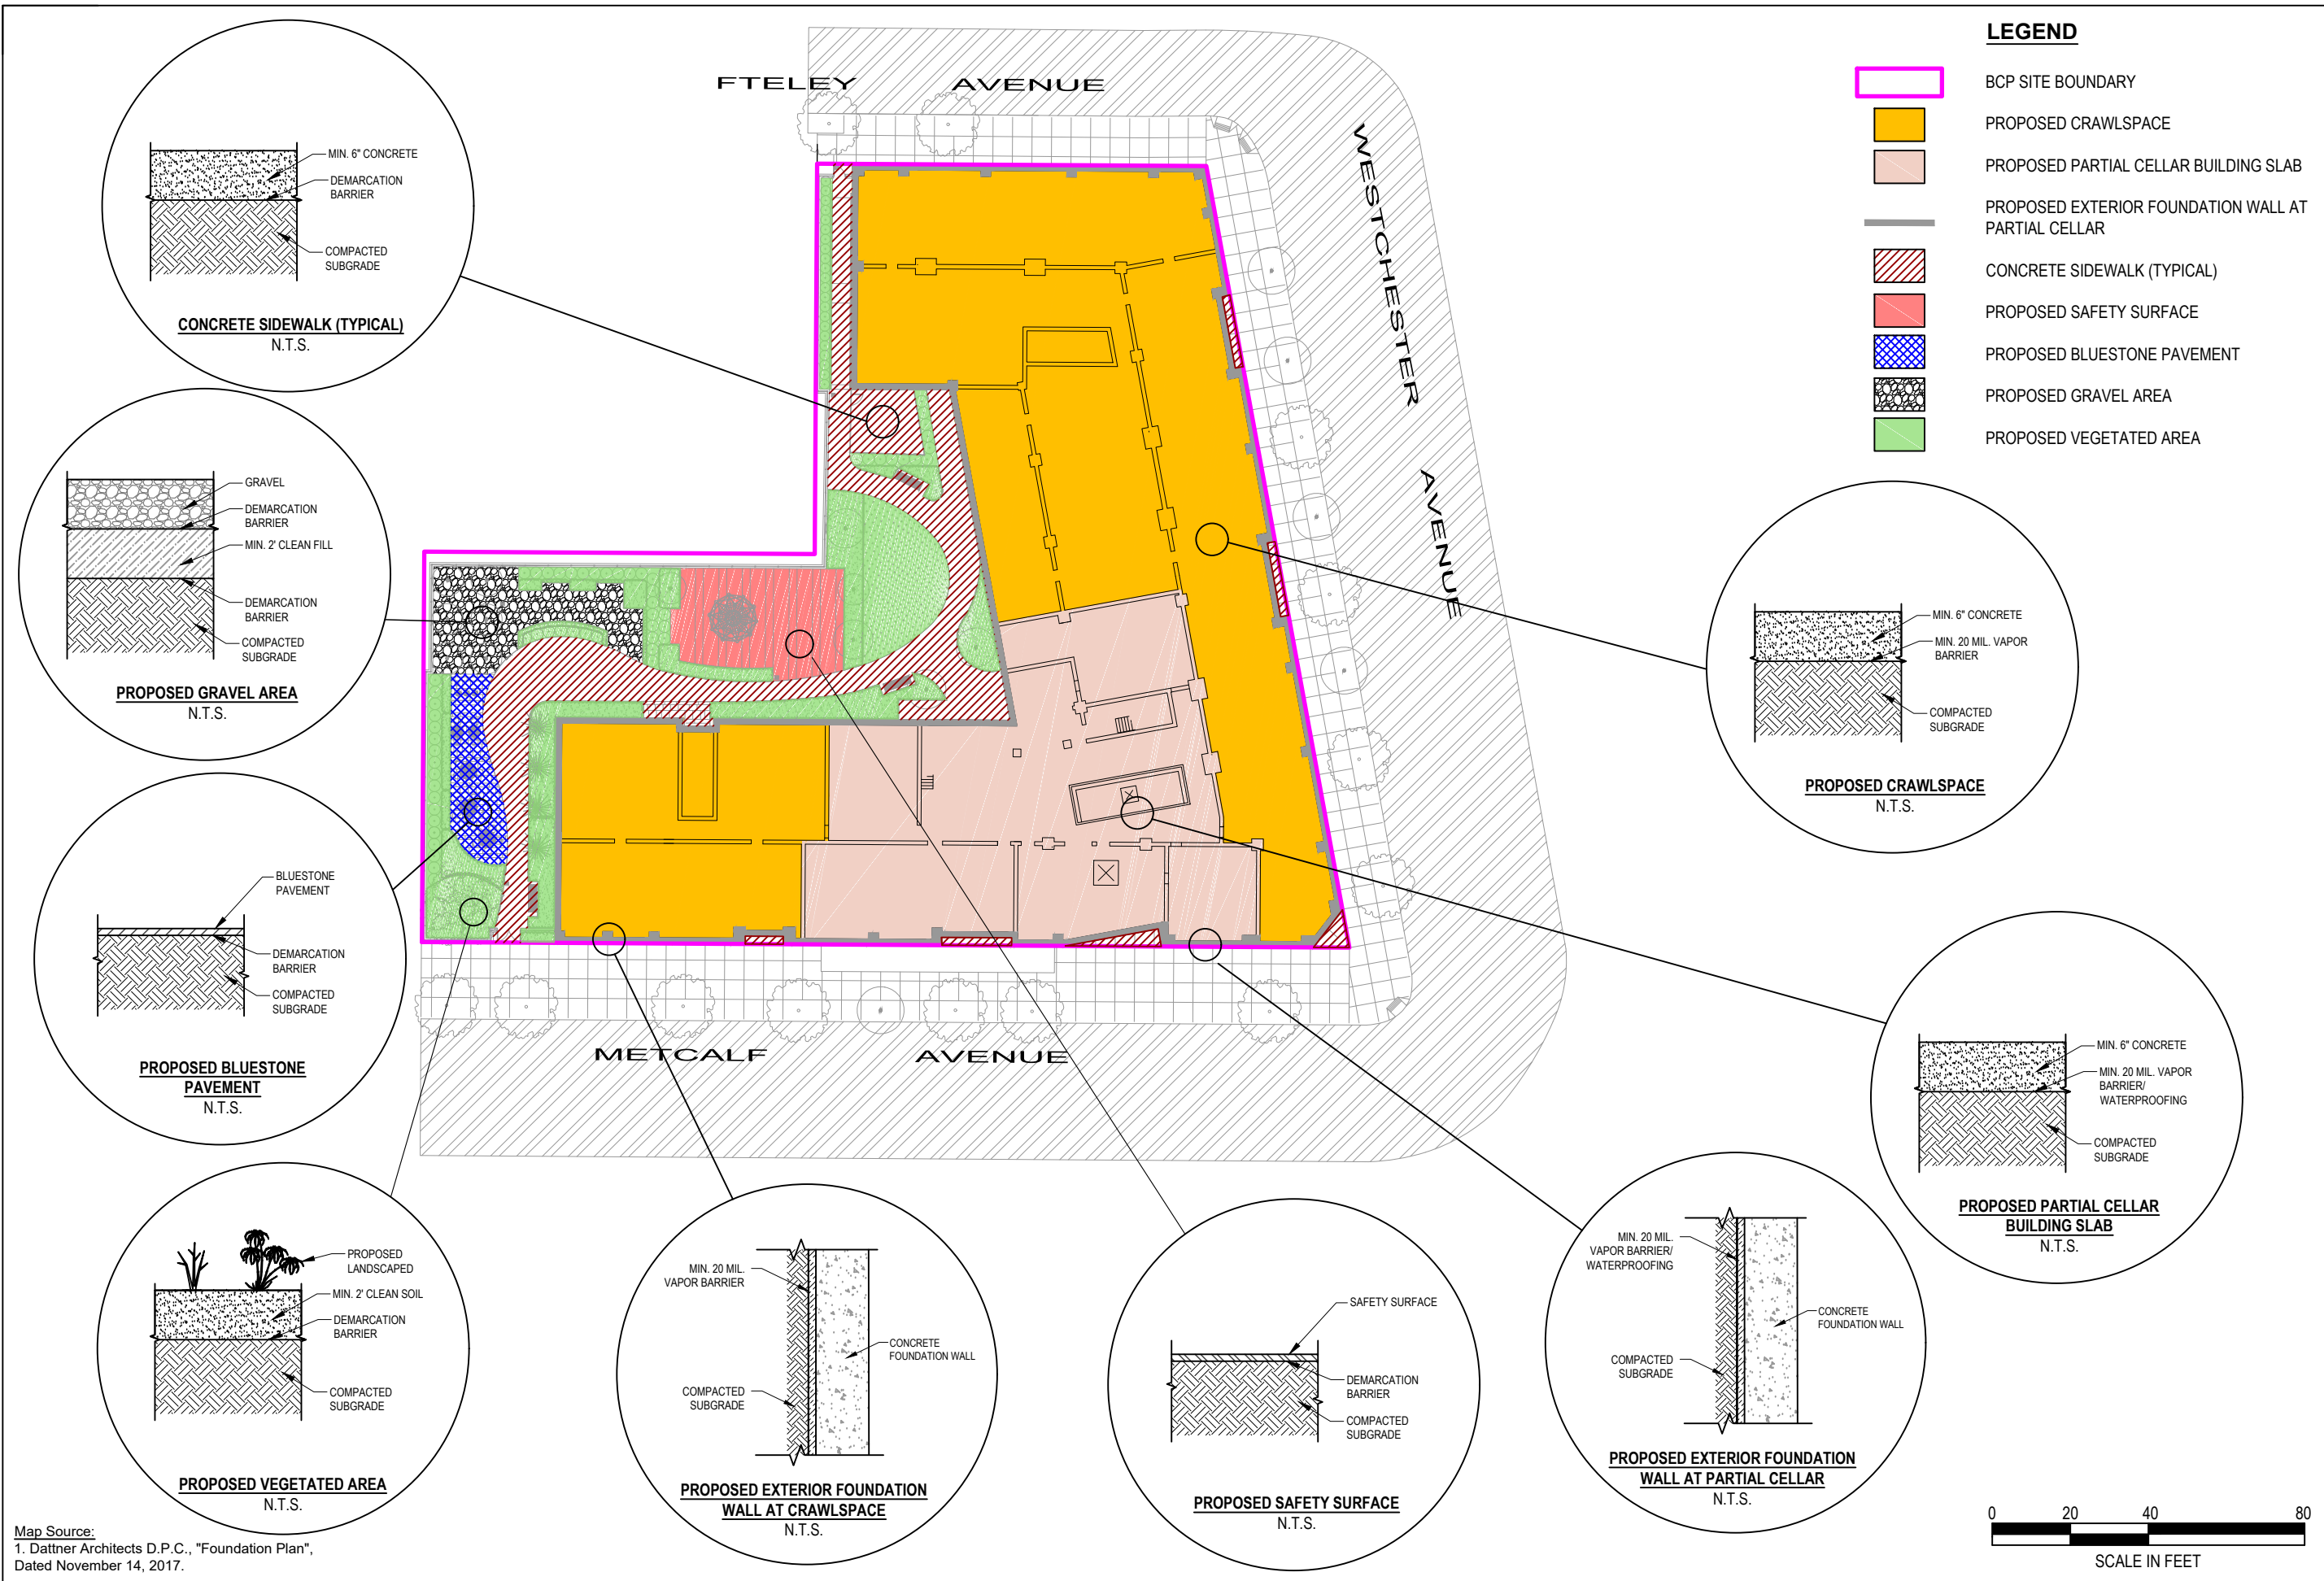 FTELEY AVENUE
WESTCHESTER AVENUE
METCALF AVENUE
LEGEND
BCP SITE BOUNDARY
PROPOSED CRAWLSPACE
PROPOSED PARTIAL CELLAR BUILDING SLAB
PROPOSED EXTERIOR FOUNDATION WALL AT
PARTIAL CELLAR
CONCRETE SIDEWALK (TYPICAL)
PROPOSED SAFETY SURFACE
PROPOSED BLUESTONE PAVEMENT
PROPOSED GRAVEL AREA
PROPOSED VEGETATED AREA
MIN. 6" CONCRETE
DEMARCATION
BARRIER
COMPACTED
SUBGRADE
CONCRETE SIDEWALK (TYPICAL)
N.T.S.
GRAVEL
DEMARCATION
BARRIER
MIN. 2' CLEAN FILL
DEMARCATION
BARRIER
COMPACTED
SUBGRADE
PROPOSED GRAVEL AREA
N.T.S.
BLUESTONE
PAVEMENT
DEMARCATION
BARRIER
COMPACTED
SUBGRADE
PROPOSED BLUESTONE
PAVEMENT
N.T.S.
PROPOSED
LANDSCAPED
MIN. 2' CLEAN SOIL
DEMARCATION
BARRIER
COMPACTED
SUBGRADE
PROPOSED VEGETATED AREA
N.T.S.
MIN. 20 MIL.
VAPOR BARRIER
CONCRETE
FOUNDATION WALL
COMPACTED
SUBGRADE
PROPOSED EXTERIOR FOUNDATION
WALL AT CRAWLSPACE
N.T.S.
SAFETY SURFACE
DEMARCATION
BARRIER
COMPACTED
SUBGRADE
PROPOSED SAFETY SURFACE
N.T.S.
MIN. 20 MIL.
VAPOR BARRIER/
WATERPROOFING
CONCRETE
FOUNDATION WALL
COMPACTED
SUBGRADE
PROPOSED EXTERIOR FOUNDATION
WALL AT PARTIAL CELLAR
N.T.S.
MIN. 6" CONCRETE
MIN. 20 MIL. VAPOR
BARRIER/
WATERPROOFING
COMPACTED
SUBGRADE
PROPOSED PARTIAL CELLAR
BUILDING SLAB
N.T.S.
MIN. 6" CONCRETE
MIN. 20 MIL. VAPOR
BARRIER
COMPACTED
SUBGRADE
PROPOSED CRAWLSPACE
N.T.S.
Map Source:
1. Dattner Architects D.P.C., "Foundation Plan",
Dated November 14, 2017.
0 20 40 80
SCALE IN FEET